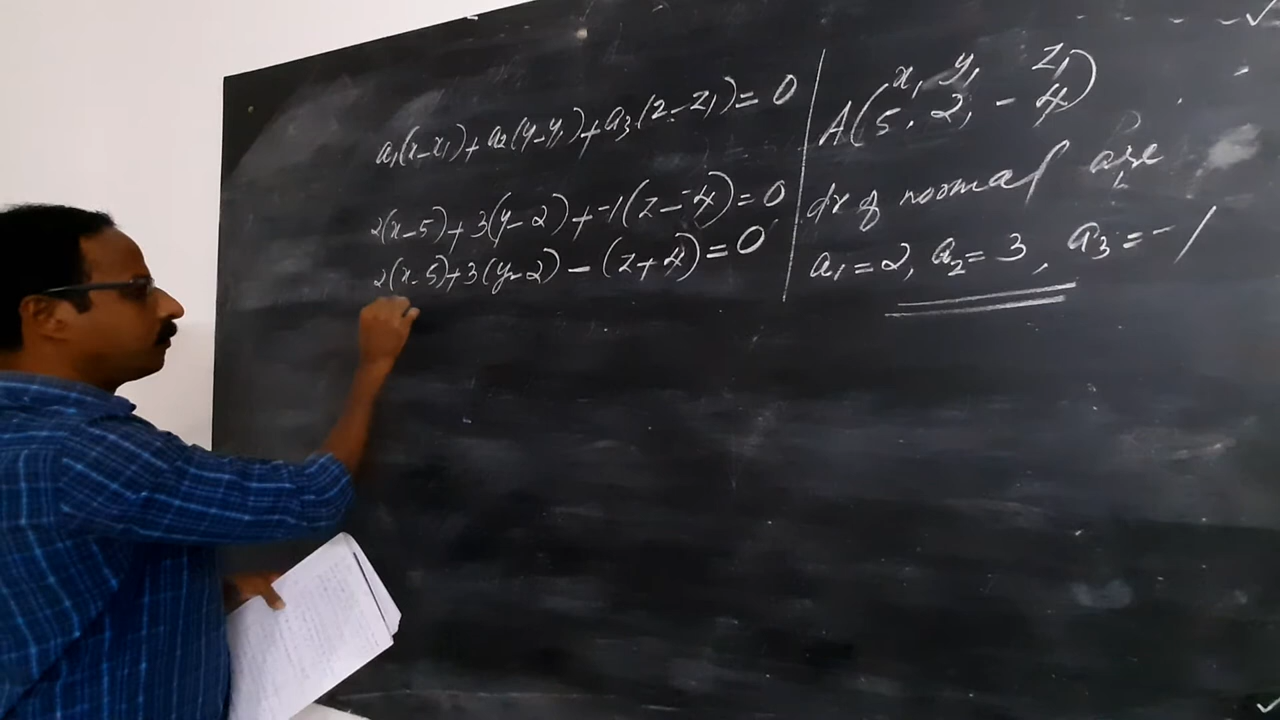 a₁(x-x₁)+a₂(y-y₁)+a₃(z-z₁)=0
2(x-5)+3(y-2)+-1(z--4)=0
2(x-5)+3(y-2)-(z+4)=0
x₁ y₁ z₁
A(5, 2, -4)
dr of normal are
a₁=2, a₂=3, a₃=-1